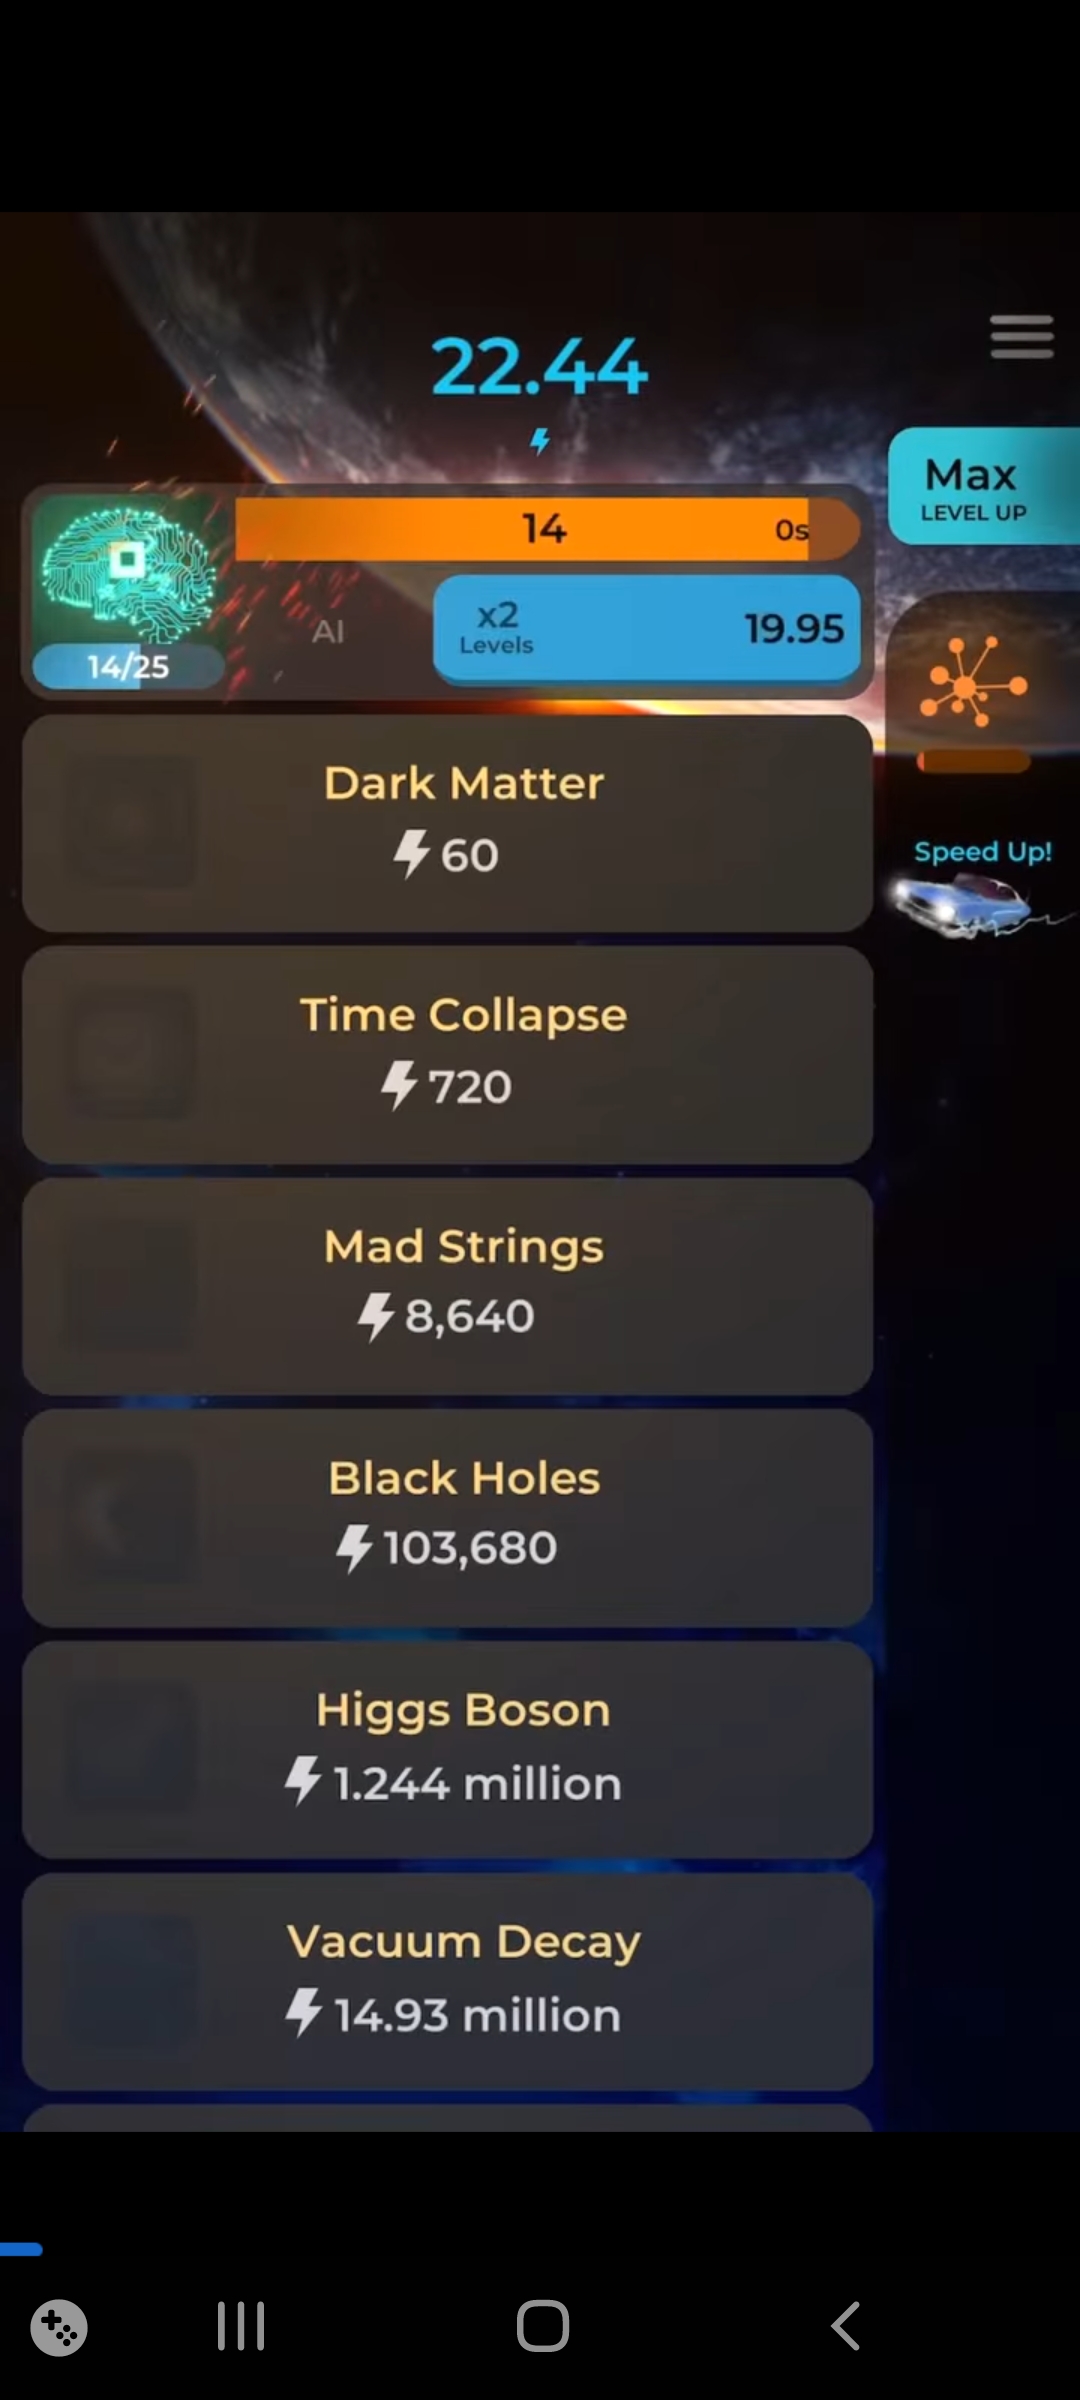 22.44
Max
LEVEL UP
14
0s
x2
Levels
19.95
AI
14/25
Dark Matter
60
Speed Up!
Time Collapse
720
Mad Strings
8,640
Black Holes
103,680
Higgs Boson
1.244 million
Vacuum Decay
14.93 million